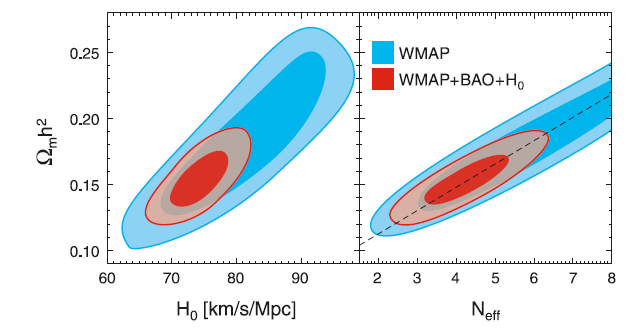 0.25
0.20
0.15
0.10
Ωₘh²
60 70 80 90
H₀ [km/s/Mpc]
WMAP
WMAP+BAO+H₀
2 3 4 5 6 7 8
N_eff